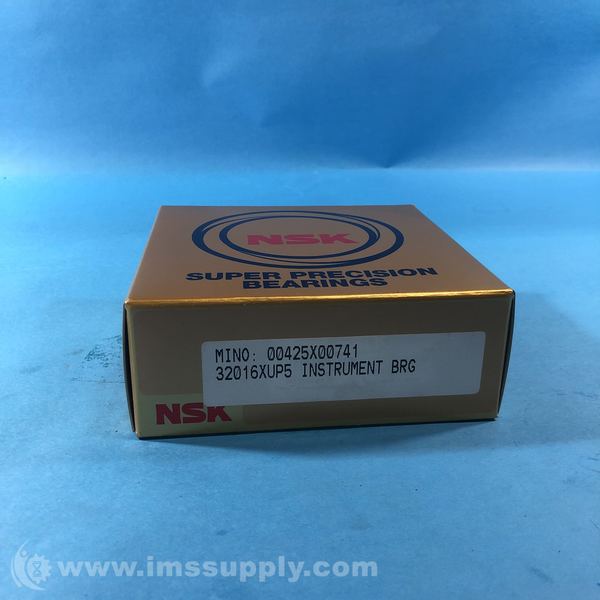 NSK
SUPER PRECISION
BEARINGS
MINO: 00425X00741
32016XUP5 INSTRUMENT BRG
NSK
www.imssupply.com